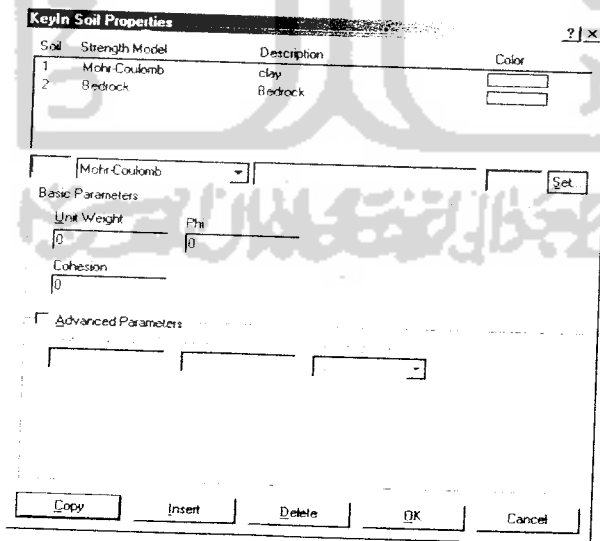 KeyIn Soil Properties
? ×
Soil Strength Model Description Color
1 Mohr-Coulomb clay
2 Bedrock Bedrock
Mohr-Coulomb Set...
Basic Parameters
Unit Weight Phi
0 0
Cohesion
0
Advanced Parameters
Copy Insert Delete OK Cancel